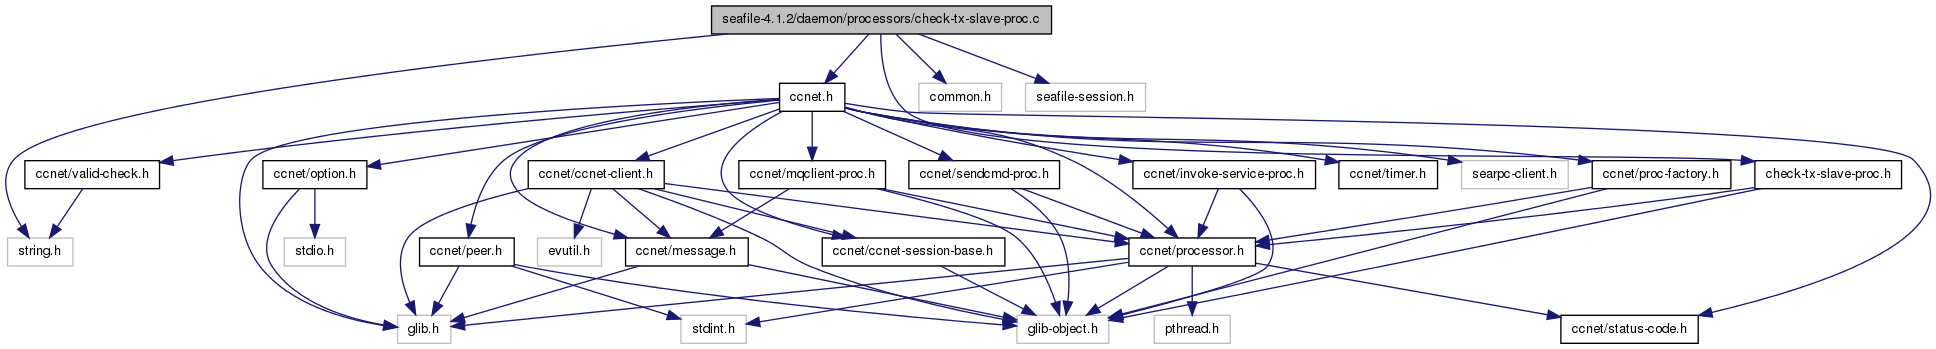 seafile-4.1.2/daemon/processors/check-tx-slave-proc.c
ccnet.h
common.h
seafile-session.h
ccnet/valid-check.h
ccnet/option.h
ccnet/ccnet-client.h
ccnet/mqclient-proc.h
ccnet/sendcmd-proc.h
ccnet/invoke-service-proc.h
ccnet/timer.h
searpc-client.h
ccnet/proc-factory.h
check-tx-slave-proc.h
string.h
stdio.h
ccnet/peer.h
evutil.h
ccnet/message.h
ccnet/ccnet-session-base.h
ccnet/processor.h
glib.h
stdint.h
glib-object.h
pthread.h
ccnet/status-code.h